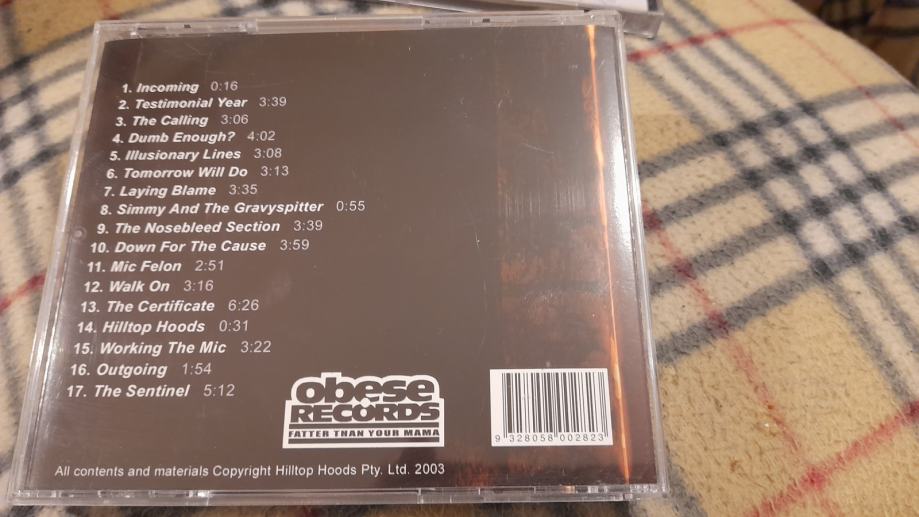 1. Incoming 0:16
2. Testimonial Year 3:39
3. The Calling 3:06
4. Dumb Enough? 4:02
5. Illusionary Lines 3:08
6. Tomorrow Will Do 3:13
7. Laying Blame 3:35
8. Simmy And The Gravyspitter 0:55
9. The Nosebleed Section 3:39
10. Down For The Cause 3:59
11. Mic Felon 2:51
12. Walk On 3:16
13. The Certificate 6:26
14. Hilltop Hoods 0:31
15. Working The Mic 3:22
16. Outgoing 1:54
17. The Sentinel 5:12
obese
RECORDS
FATTER THAN YOUR MAMA
9 328058 002823
All contents and materials Copyright Hilltop Hoods Pty. Ltd. 2003